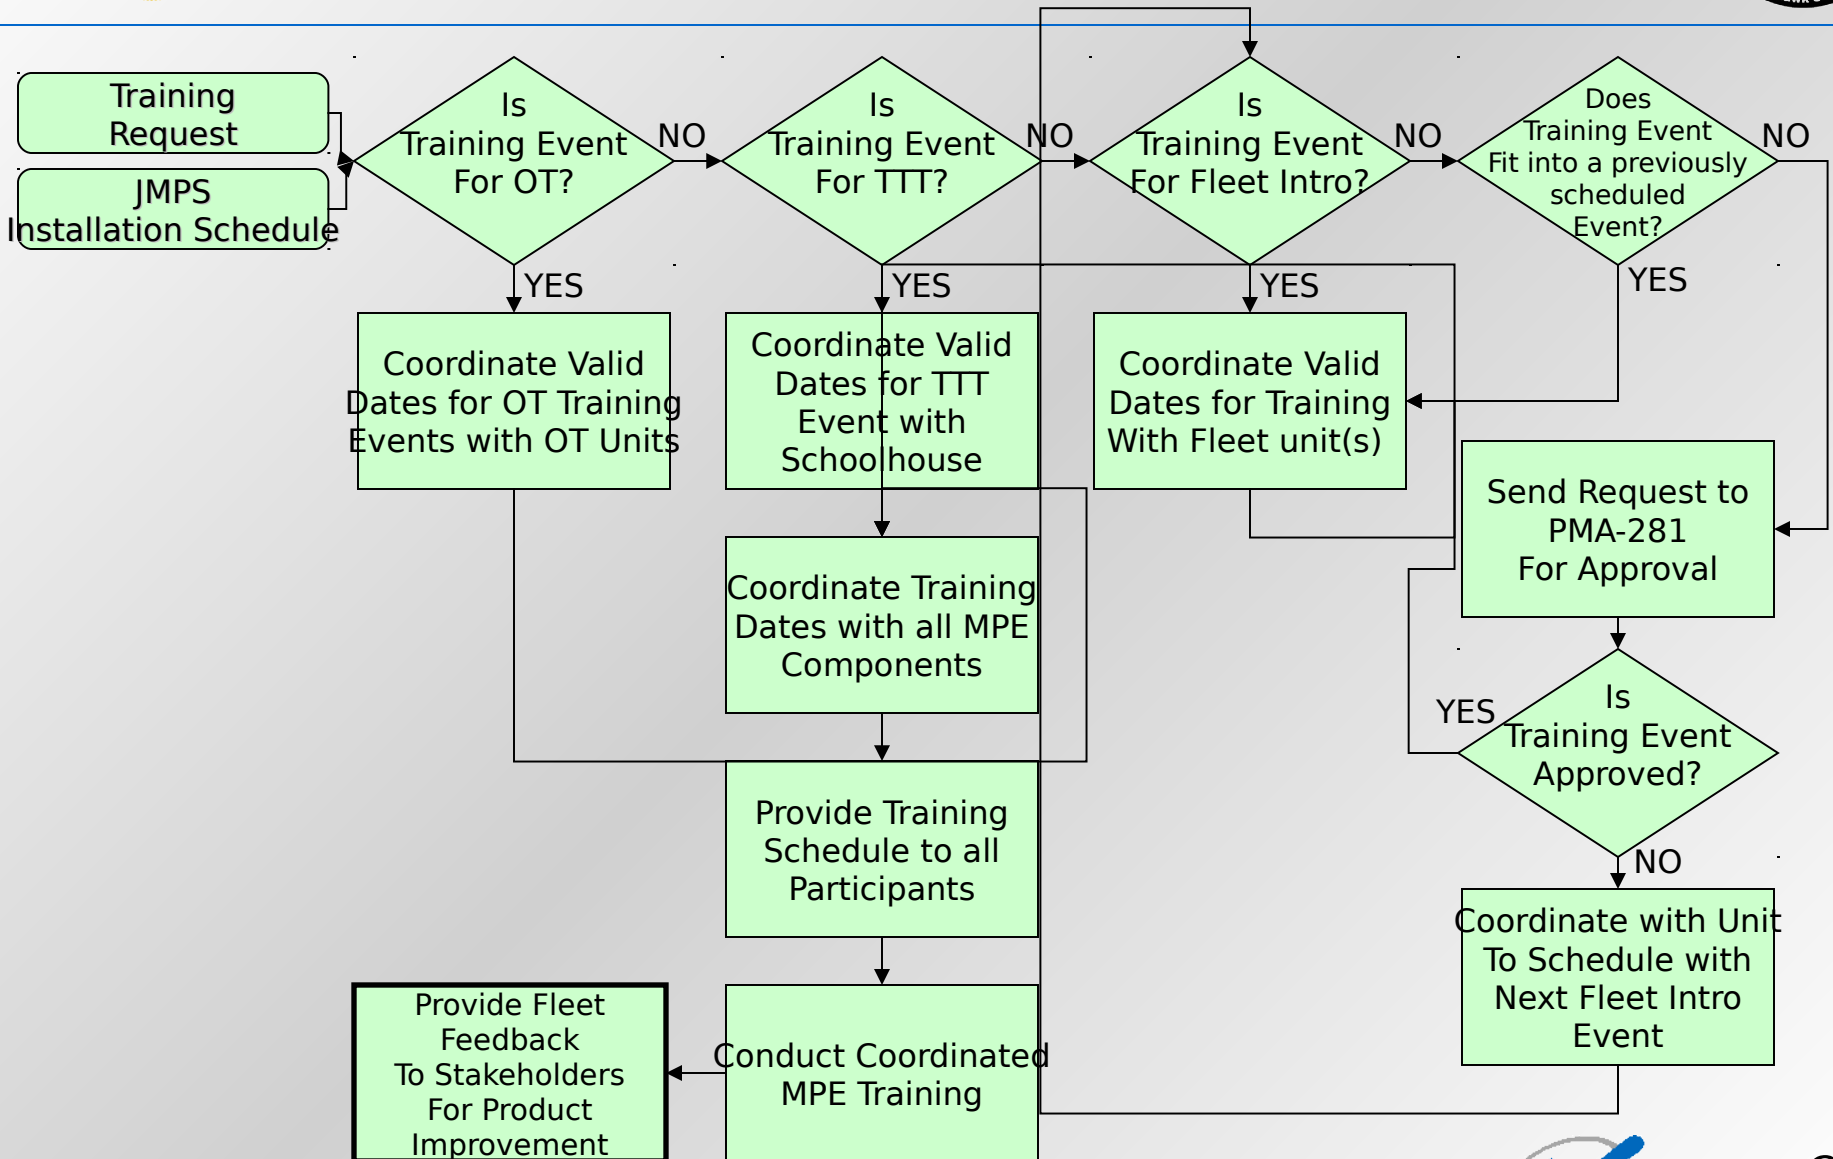 Training
Request
JMPS
Installation Schedule
Is
Training Event
For OT?
NO
YES
Is
Training Event
For TTT?
NO
YES
Is
Training Event
For Fleet Intro?
NO
YES
Does
Training Event
Fit into a previously
scheduled
Event?
NO
YES
Coordinate Valid
Dates for OT Training
Events with OT Units
Coordinate Valid
Dates for TTT
Event with
Schoolhouse
Coordinate Valid
Dates for Training
With Fleet unit(s)
Send Request to
PMA-281
For Approval
Coordinate Training
Dates with all MPE
Components
YES
Is
Training Event
Approved?
NO
Provide Training
Schedule to all
Participants
Coordinate with Unit
To Schedule with
Next Fleet Intro
Event
Provide Fleet
Feedback
To Stakeholders
For Product
Improvement
Conduct Coordinated
MPE Training